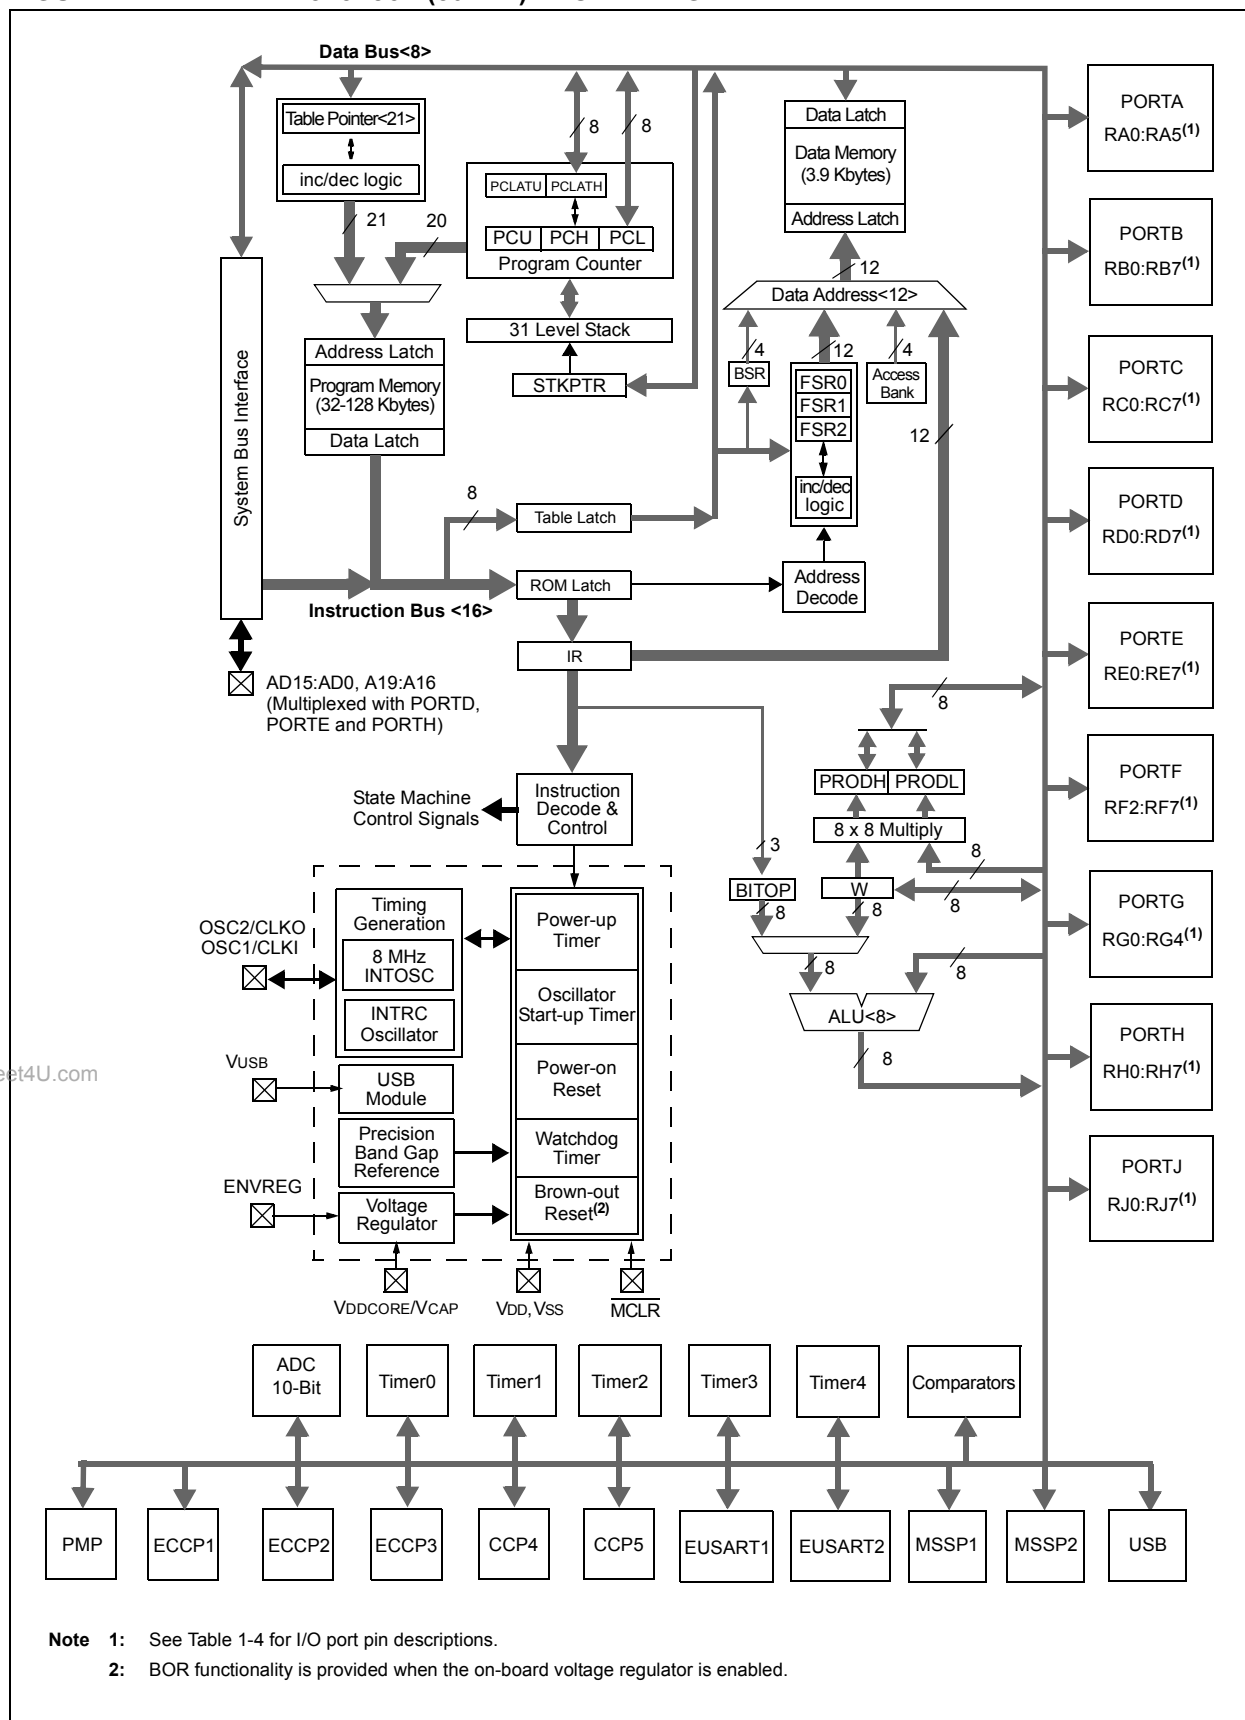 Data Bus<8>
Table Pointer<21>
inc/dec logic
21
20
8
8
PCLATU PCLATH
PCU PCH PCL
Program Counter
31 Level Stack
STKPTR
Data Latch
Data Memory
(3.9 Kbytes)
Address Latch
12
Data Address<12>
4
12
4
BSR
FSR0
FSR1
FSR2
inc/dec
logic
Access
Bank
12
Address
Decode
System Bus Interface
Address Latch
Program Memory
(32-128 Kbytes)
Data Latch
8
Table Latch
ROM Latch
Instruction Bus <16>
IR
AD15:AD0, A19:A16
(Multiplexed with PORTD,
PORTE and PORTH)
8
PRODH PRODL
8 x 8 Multiply
8
3
BITOP
W
8
8
8
8
8
ALU<8>
8
State Machine
Control Signals
Instruction
Decode &
Control
OSC2/CLKO
OSC1/CLKI
Timing
Generation
8 MHz
INTOSC
INTRC
Oscillator
Power-up
Timer
Oscillator
Start-up Timer
Power-on
Reset
Watchdog
Timer
Brown-out
Reset(2)
eet4U.com
VUSB
USB
Module
Precision
Band Gap
Reference
ENVREG
Voltage
Regulator
VDDCORE/VCAP
VDD, VSS
MCLR
PORTA
RA0:RA5(1)
PORTB
RB0:RB7(1)
PORTC
RC0:RC7(1)
PORTD
RD0:RD7(1)
PORTE
RE0:RE7(1)
PORTF
RF2:RF7(1)
PORTG
RG0:RG4(1)
PORTH
RH0:RH7(1)
PORTJ
RJ0:RJ7(1)
ADC
10-Bit
Timer0
Timer1
Timer2
Timer3
Timer4
Comparators
PMP
ECCP1
ECCP2
ECCP3
CCP4
CCP5
EUSART1
EUSART2
MSSP1
MSSP2
USB
Note 1: See Table 1-4 for I/O port pin descriptions.
2: BOR functionality is provided when the on-board voltage regulator is enabled.